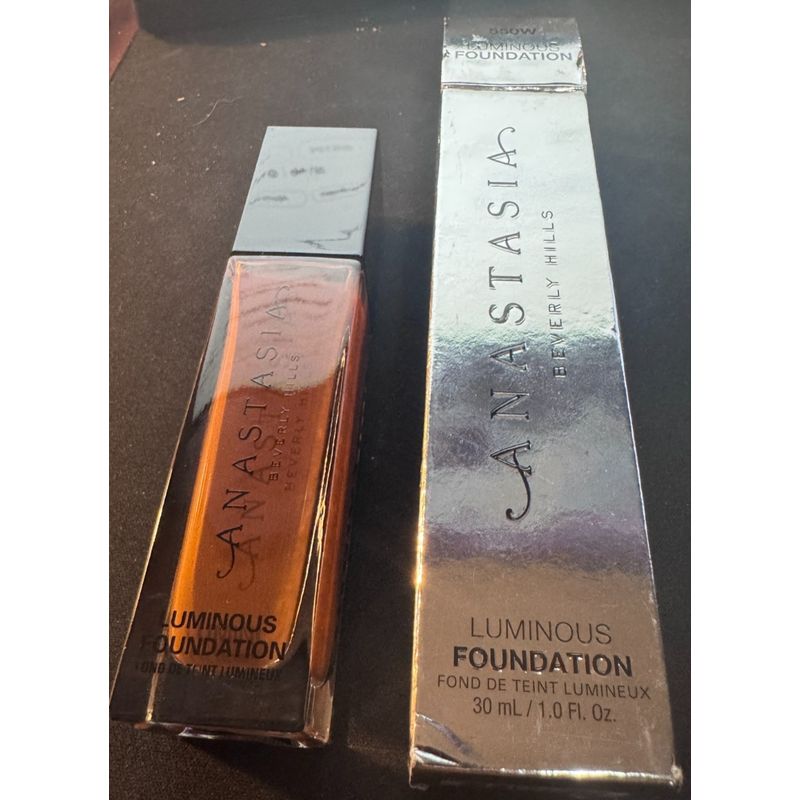 ANASTASIA
BEVERLY HILLS
LUMINOUS
FOUNDATION
FOND DE TEINT LUMINEUX
550W
LUMINOUS
FOUNDATION
ANASTASIA
BEVERLY HILLS
LUMINOUS
FOUNDATION
FOND DE TEINT LUMINEUX
30 mL / 1.0 Fl. Oz.